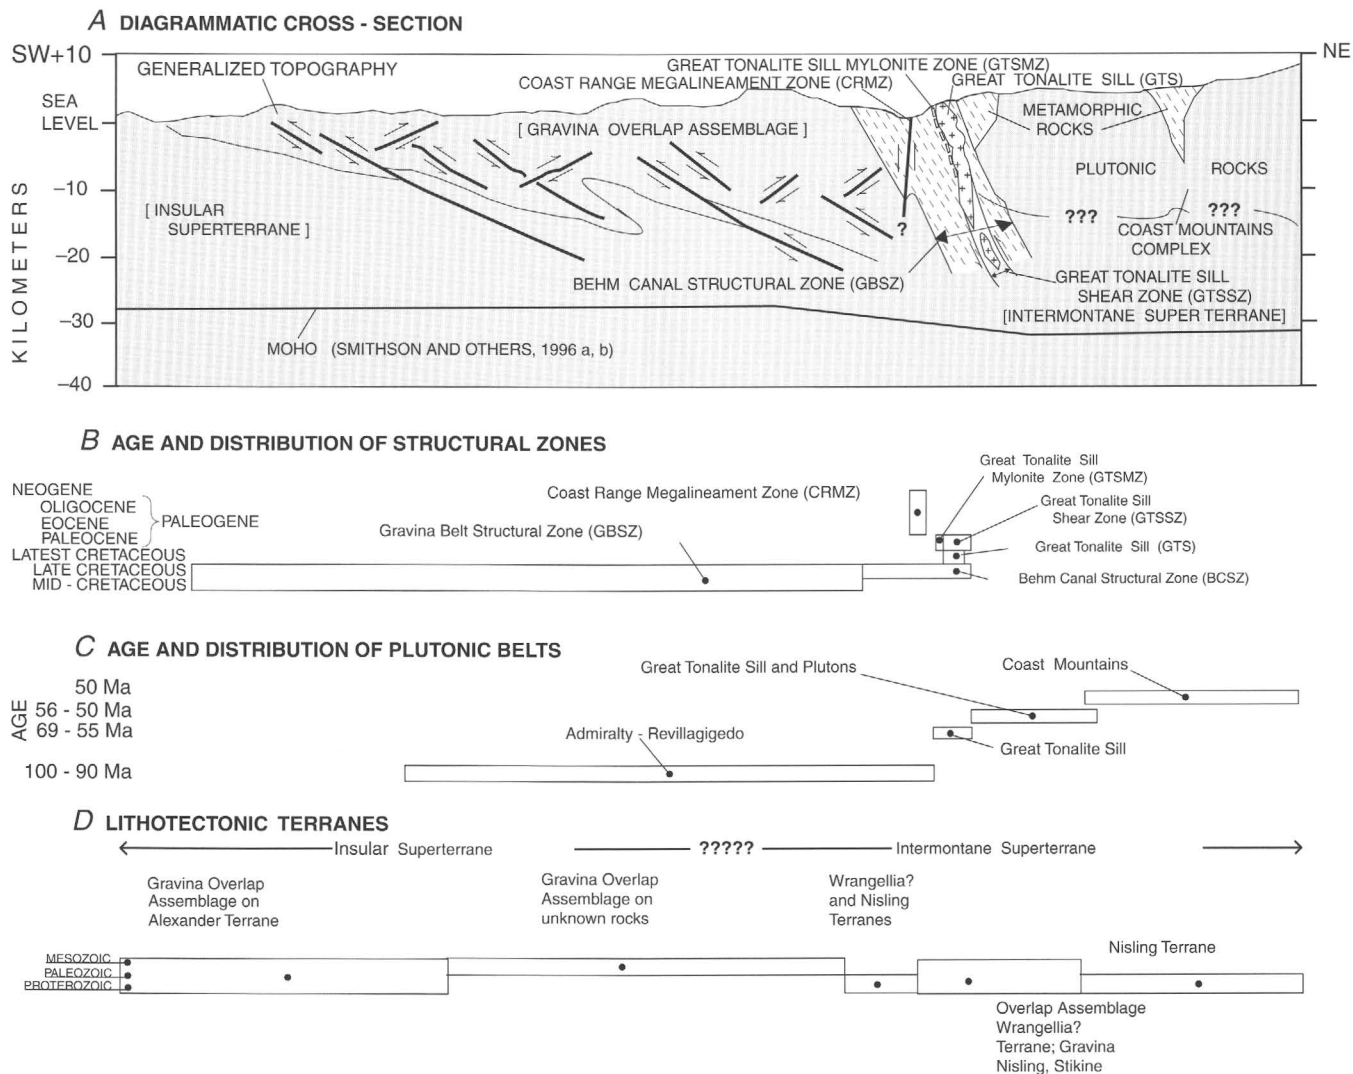 A DIAGRAMMATIC CROSS - SECTION
SW +10
NE
GENERALIZED TOPOGRAPHY
GREAT TONALITE SILL MYLONITE ZONE (GTSMZ)
COAST RANGE MEGALINEAMENT ZONE (CRMZ)
GREAT TONALITE SILL (GTS)
SEA
LEVEL
[ GRAVINA OVERLAP ASSEMBLAGE ]
METAMORPHIC
ROCKS
PLUTONIC ROCKS
–10
[ INSULAR
SUPERTERRANE ]
?
???
???
COAST MOUNTAINS
COMPLEX
–20
BEHM CANAL STRUCTURAL ZONE (GBSZ)
GREAT TONALITE SILL
SHEAR ZONE (GTSSZ)
[INTERMONTANE SUPER TERRANE]
–30
MOHO (SMITHSON AND OTHERS, 1996 a, b)
–40
KILOMETERS
B AGE AND DISTRIBUTION OF STRUCTURAL ZONES
Great Tonalite Sill
Mylonite Zone (GTSMZ)
NEOGENE
OLIGOCENE
EOCENE
PALEOCENE
PALEOGENE
LATEST CRETACEOUS
LATE CRETACEOUS
MID - CRETACEOUS
Coast Range Megalineament Zone (CRMZ)
Gravina Belt Structural Zone (GBSZ)
Great Tonalite Sill
Shear Zone (GTSSZ)
Great Tonalite Sill (GTS)
Behm Canal Structural Zone (BCSZ)
C AGE AND DISTRIBUTION OF PLUTONIC BELTS
Great Tonalite Sill and Plutons
Coast Mountains
AGE
50 Ma
56 - 50 Ma
69 - 55 Ma
100 - 90 Ma
Admiralty - Revillagigedo
Great Tonalite Sill
D LITHOTECTONIC TERRANES
Insular Superterrane
?????
Intermontane Superterrane
Gravina Overlap
Assemblage on
Alexander Terrane
Gravina Overlap
Assemblage on
unknown rocks
Wrangellia?
and Nisling
Terranes
Nisling Terrane
MESOZOIC
PALEOZOIC
PROTEROZOIC
Overlap Assemblage
Wrangellia?
Terrane; Gravina
Nisling, Stikine